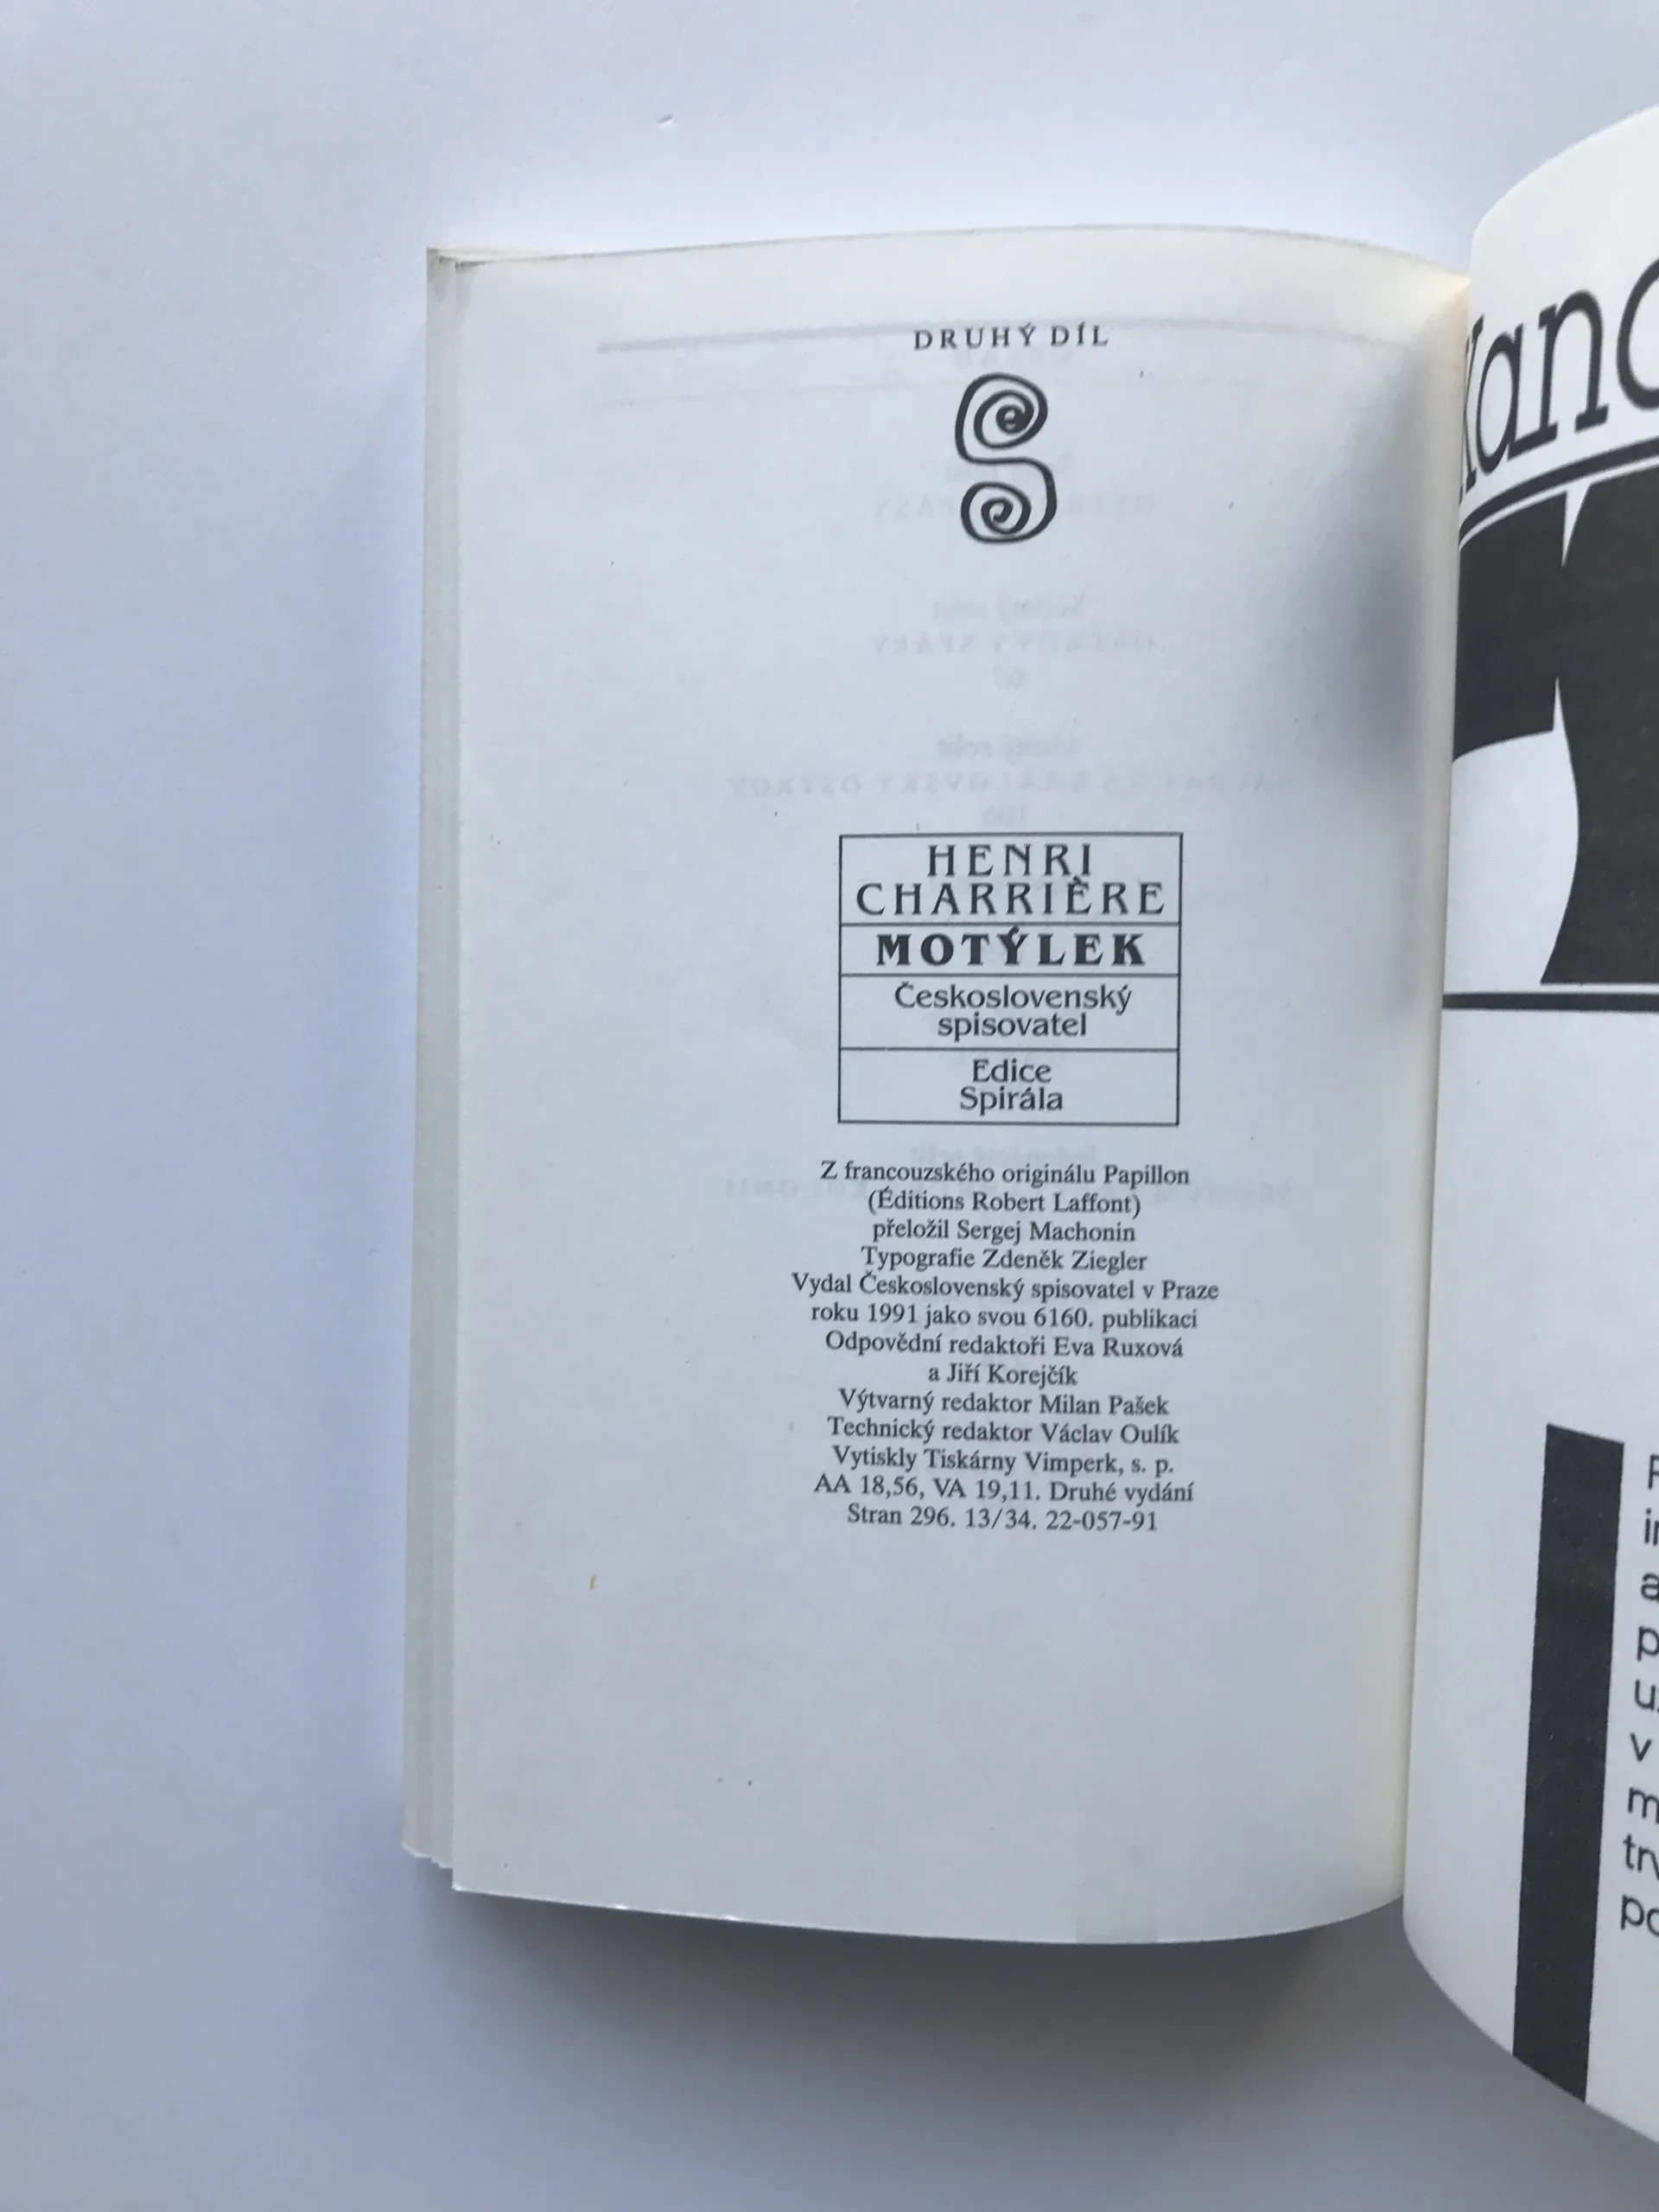 DRUHÝ DÍL
HENRI
CHARRIÈRE
MOTÝLEK
Československý
spisovatel
Edice
Spirála
Z francouzského originálu Papillon
(Éditions Robert Laffont)
přeložil Sergej Machonin
Typografie Zdeněk Ziegler
Vydal Československý spisovatel v Praze
roku 1991 jako svou 6160. publikaci
Odpovědní redaktoři Eva Ruxová
a Jiří Korejčík
Výtvarný redaktor Milan Pašek
Technický redaktor Václav Oulík
Vytiskly Tiskárny Vimperk, s. p.
AA 18,56, VA 19,11. Druhé vydání
Stran 296. 13/34. 22-057-91